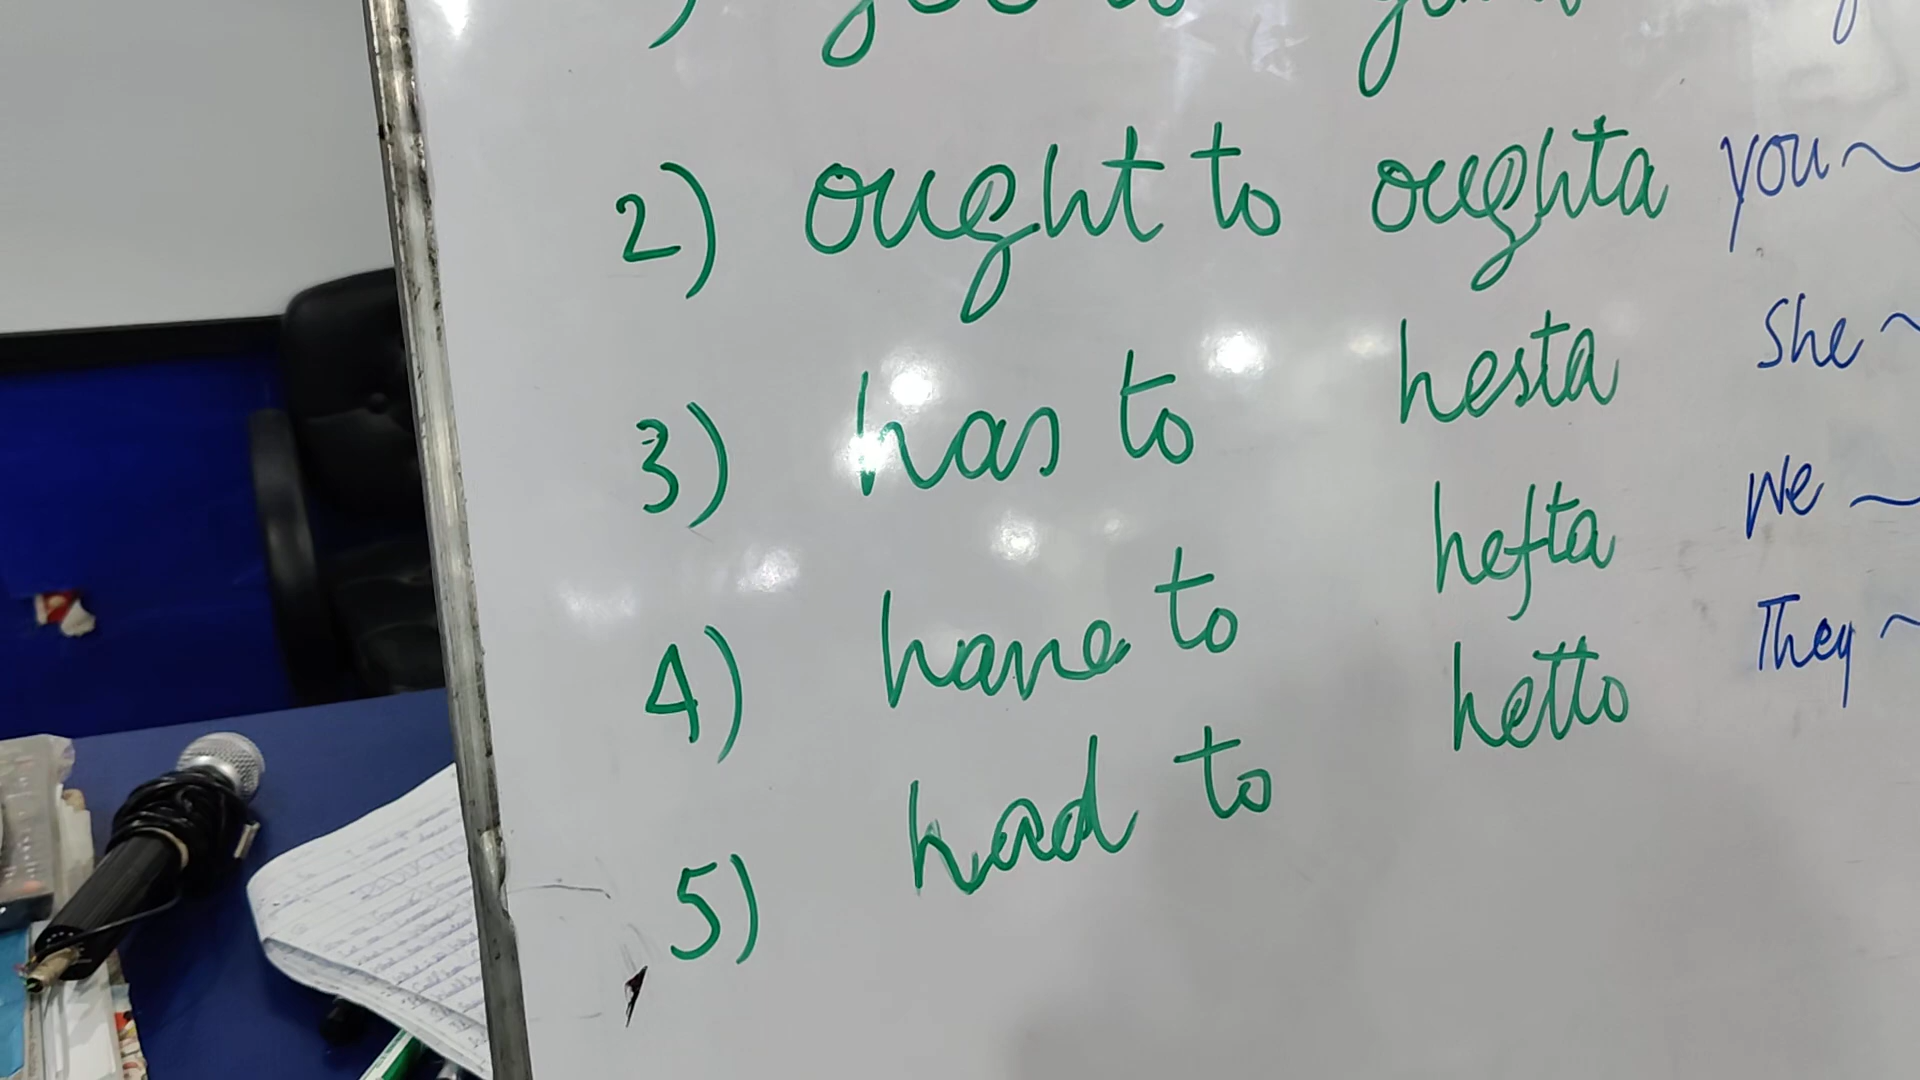 2) ought to oughta you~
3) has to hesta She~
4) have to hefta We~
5) had to hetto They~